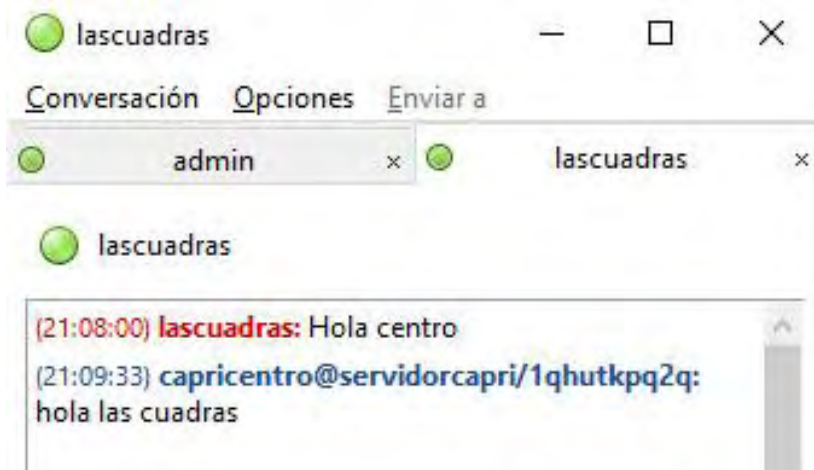 lascuadras
Conversación Opciones Enviar a
admin × lascuadras ×
lascuadras
(21:08:00) lascuadras: Hola centro
(21:09:33) capricentro@servidorcapri/1qhutkpq2q:
hola las cuadras